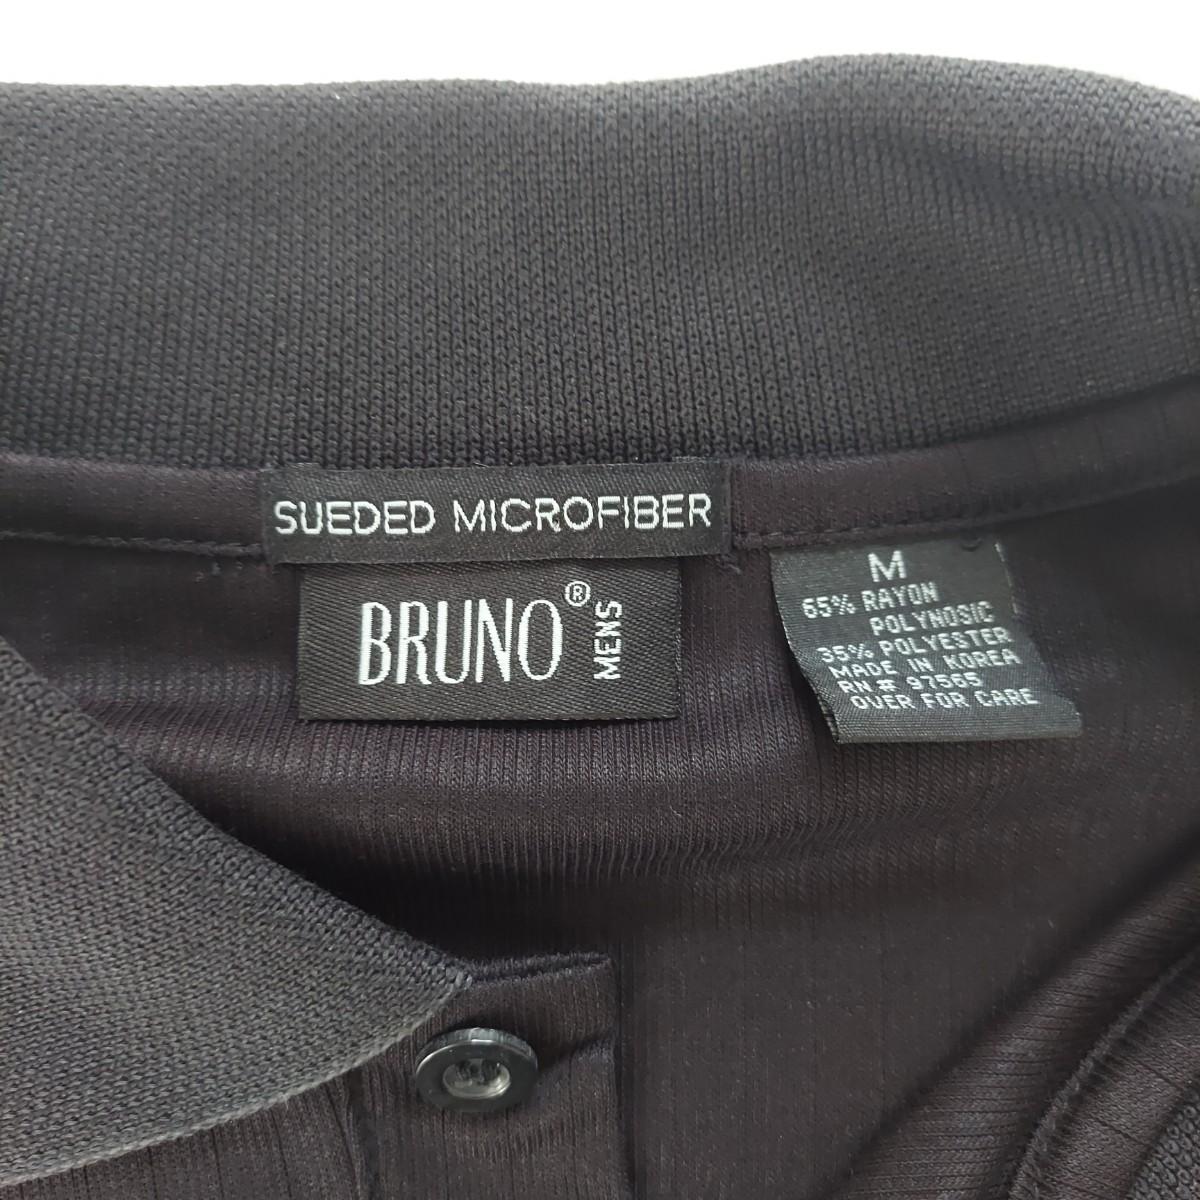 SUEDED MICROFIBER
BRUNO® MENS
M
65% RAYON
POLYNOSIC
35% POLYESTER
MADE IN KOREA
RN # 97565
OVER FOR CARE